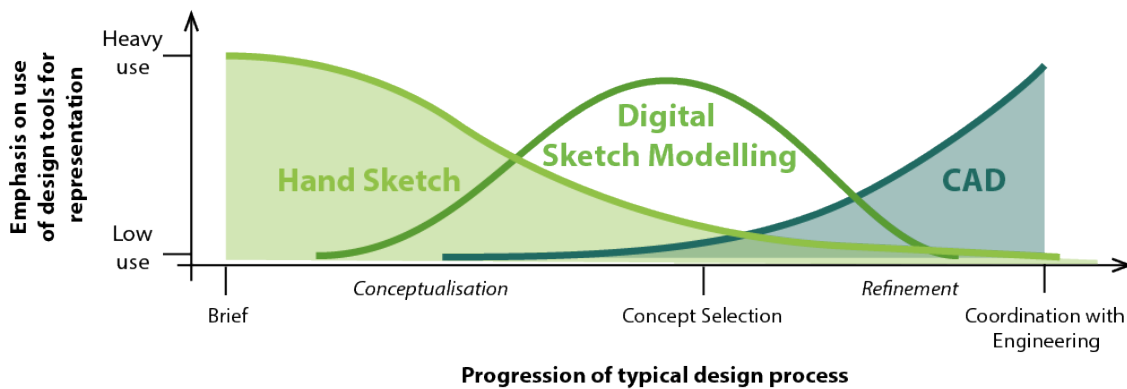 Emphasis on use
of design tools for
representation
Heavy
use
Low
use
Hand Sketch
Digital
Sketch Modelling
CAD
Conceptualisation
Refinement
Brief
Concept Selection
Coordination with
Engineering
Progression of typical design process